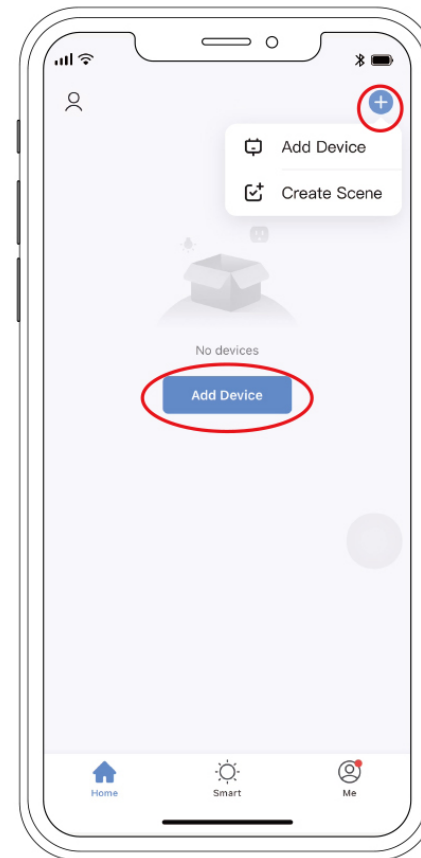 Add Device
Create Scene
No devices
Add Device
Home
Smart
Me